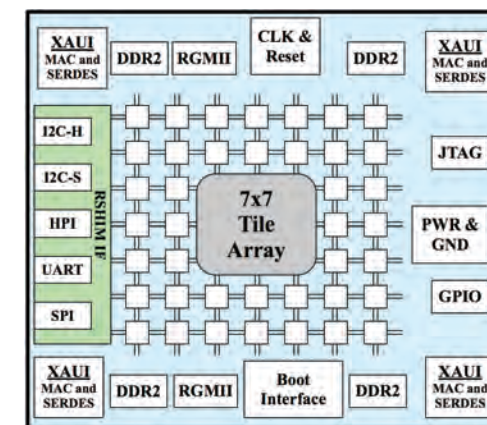 XAUI
MAC and
SERDES
DDR2
RGMII
CLK &
Reset
DDR2
XAUI
MAC and
SERDES
I2C-H
I2C-S
HPI
UART
SPI
RSHIM IF
7x7
Tile
Array
JTAG
PWR &
GND
GPIO
XAUI
MAC and
SERDES
DDR2
RGMII
Boot
Interface
DDR2
XAUI
MAC and
SERDES